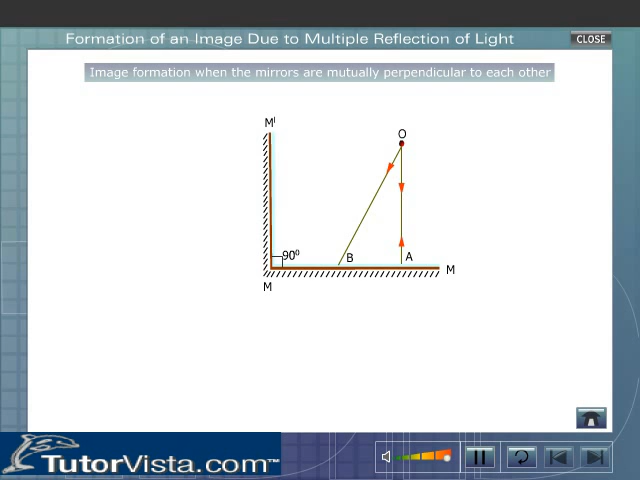 Formation of an Image Due to Multiple Reflection of Light
CLOSE
Image formation when the mirrors are mutually perpendicular to each other
M^I
O
90⁰
B
A
M
M
TutorVista.com™